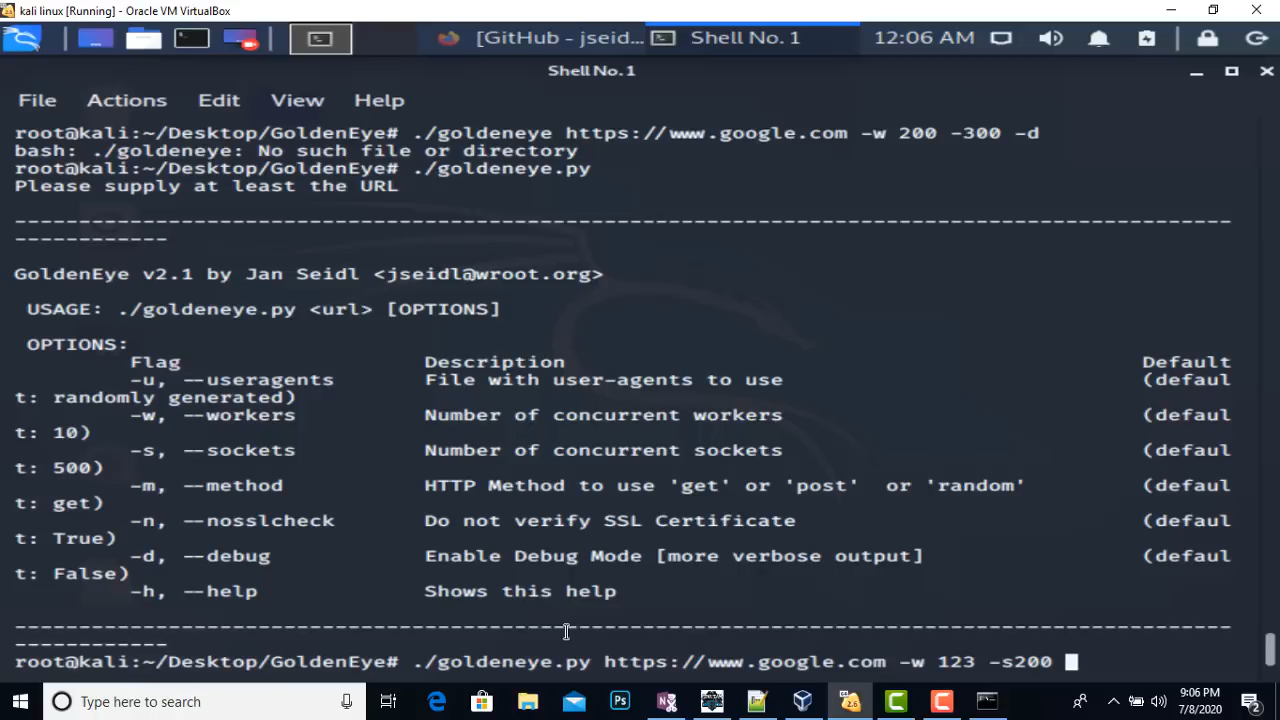 kali linux [Running] - Oracle VM VirtualBox
[GitHub - jseid... Shell No. 1 12:06 AM
Shell No. 1
File Actions Edit View Help
root@kali:~/Desktop/GoldenEye# ./goldeneye https://www.google.com -w 200 -300 -d
bash: ./goldeneye: No such file or directory
root@kali:~/Desktop/GoldenEye# ./goldeneye.py
Please supply at least the URL
-----------------------------------------------------------------------------------------------
------------
GoldenEye v2.1 by Jan Seidl <jseidl@wroot.org>
USAGE: ./goldeneye.py <url> [OPTIONS]
OPTIONS:
Flag Description Default
-u, --useragents File with user-agents to use (defaul
t: randomly generated)
-w, --workers Number of concurrent workers (defaul
t: 10)
-s, --sockets Number of concurrent sockets (defaul
t: 500)
-m, --method HTTP Method to use 'get' or 'post'  or 'random' (defaul
t: get)
-n, --nosslcheck Do not verify SSL Certificate (defaul
t: True)
-d, --debug Enable Debug Mode [more verbose output] (defaul
t: False)
-h, --help Shows this help
-----------------------------------------------------------------------------------------------
------------
root@kali:~/Desktop/GoldenEye# ./goldeneye.py https://www.google.com -w 123 -s200
Type here to search
Ps
2.6
9:06 PM
7/8/2020
2